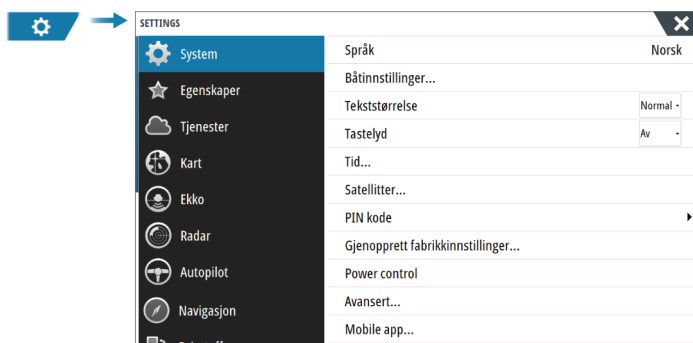 SETTINGS
System
Egenskaper
Tjenester
Kart
Ekko
Radar
Autopilot
Navigasjon
Språk Norsk
Båtinnstillinger...
Tekststørrelse Normal
Tastelyd Av
Tid...
Satellitter...
PIN kode
Gjenopprett fabrikkinnstillinger...
Power control
Avansert...
Mobile app...